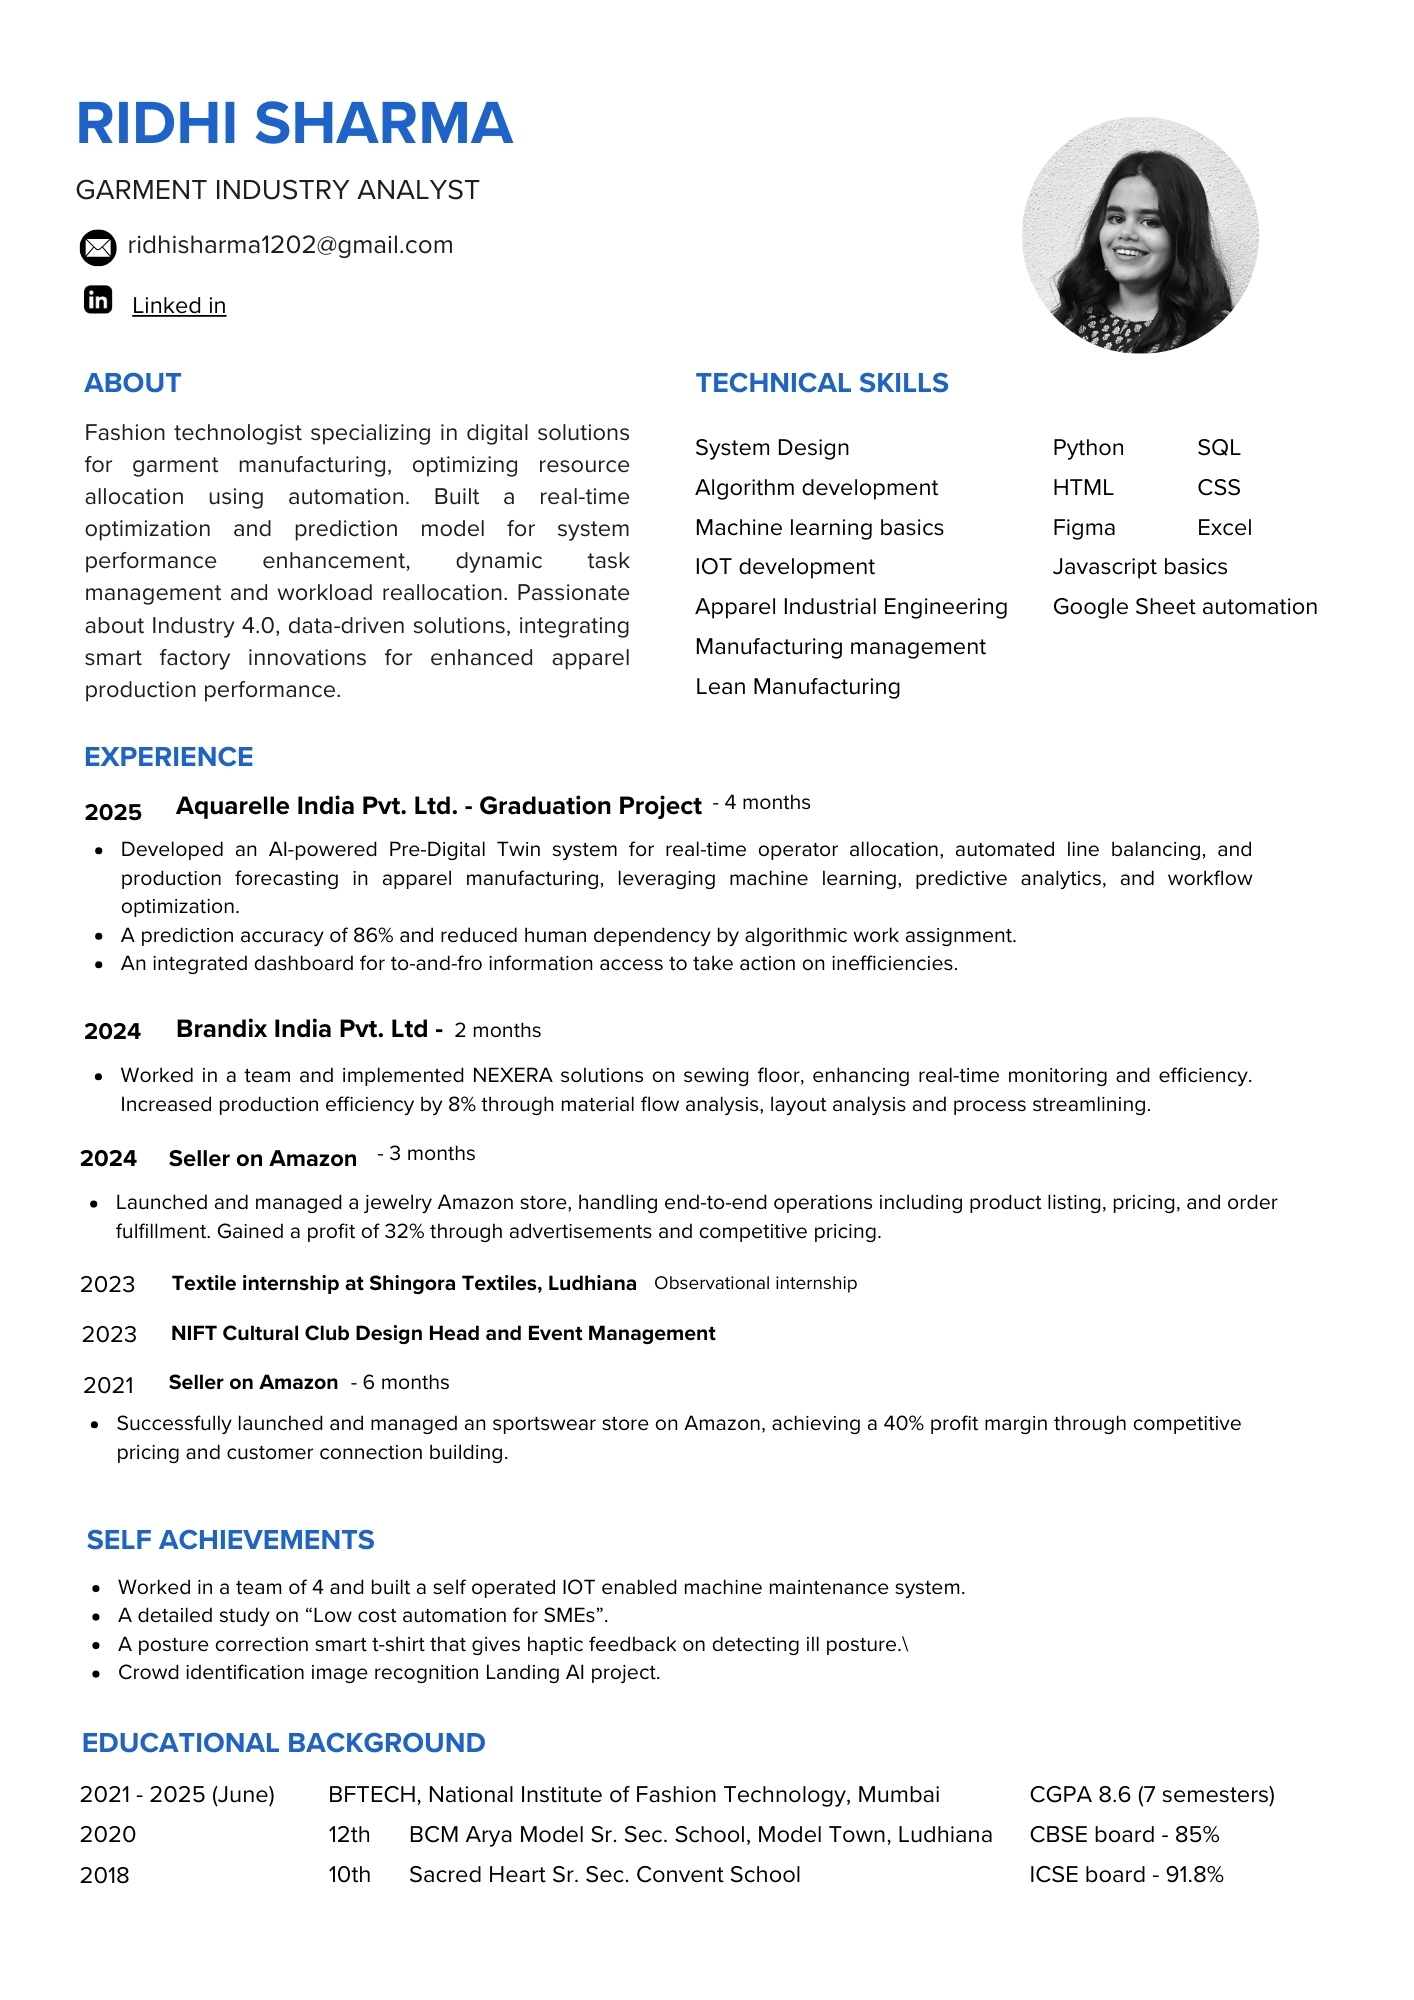 RIDHI SHARMA
GARMENT INDUSTRY ANALYST
ridhisharma1202@gmail.com
in Linked in
ABOUT
Fashion technologist specializing in digital solutions
for garment manufacturing, optimizing resource
allocation using automation. Built a real-time
optimization and prediction model for system
performance enhancement, dynamic task
management and workload reallocation. Passionate
about Industry 4.0, data-driven solutions, integrating
smart factory innovations for enhanced apparel
production performance.
TECHNICAL SKILLS
System Design
Algorithm development
Machine learning basics
IOT development
Apparel Industrial Engineering
Manufacturing management
Lean Manufacturing
Python SQL
HTML CSS
Figma Excel
Javascript basics
Google Sheet automation
EXPERIENCE
2025 Aquarelle India Pvt. Ltd. - Graduation Project - 4 months
• Developed an AI-powered Pre-Digital Twin system for real-time operator allocation, automated line balancing, and
production forecasting in apparel manufacturing, leveraging machine learning, predictive analytics, and workflow
optimization.
• A prediction accuracy of 86% and reduced human dependency by algorithmic work assignment.
• An integrated dashboard for to-and-fro information access to take action on inefficiencies.
2024 Brandix India Pvt. Ltd - 2 months
• Worked in a team and implemented NEXERA solutions on sewing floor, enhancing real-time monitoring and efficiency.
Increased production efficiency by 8% through material flow analysis, layout analysis and process streamlining.
2024 Seller on Amazon - 3 months
• Launched and managed a jewelry Amazon store, handling end-to-end operations including product listing, pricing, and order
fulfillment. Gained a profit of 32% through advertisements and competitive pricing.
2023 Textile internship at Shingora Textiles, Ludhiana Observational internship
2023 NIFT Cultural Club Design Head and Event Management
2021 Seller on Amazon - 6 months
• Successfully launched and managed an sportswear store on Amazon, achieving a 40% profit margin through competitive
pricing and customer connection building.
SELF ACHIEVEMENTS
• Worked in a team of 4 and built a self operated IOT enabled machine maintenance system.
• A detailed study on “Low cost automation for SMEs”.
• A posture correction smart t-shirt that gives haptic feedback on detecting ill posture.\
• Crowd identification image recognition Landing AI project.
EDUCATIONAL BACKGROUND
2021 - 2025 (June) BFTECH, National Institute of Fashion Technology, Mumbai CGPA 8.6 (7 semesters)
2020 12th BCM Arya Model Sr. Sec. School, Model Town, Ludhiana CBSE board - 85%
2018 10th Sacred Heart Sr. Sec. Convent School ICSE board - 91.8%